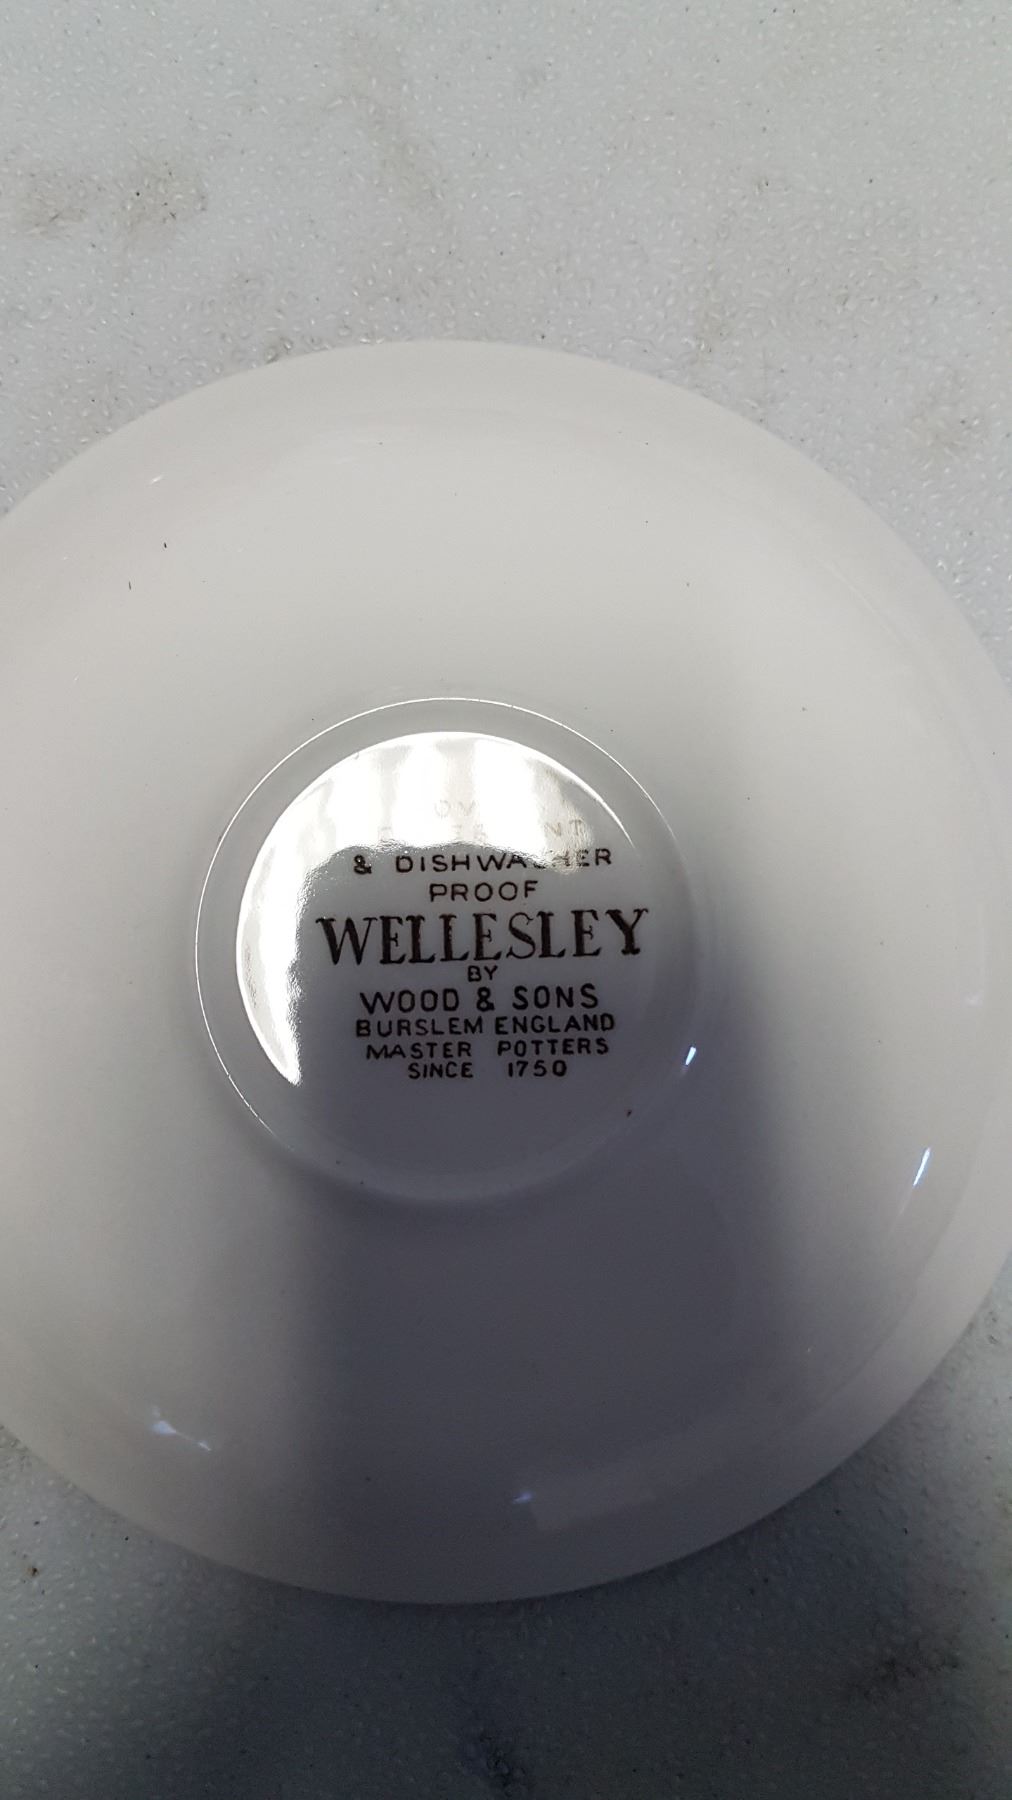 & DISHWASHER
PROOF
WELLESLEY
BY
WOOD & SONS
BURSLEM ENGLAND
MASTER POTTERS
SINCE 1750